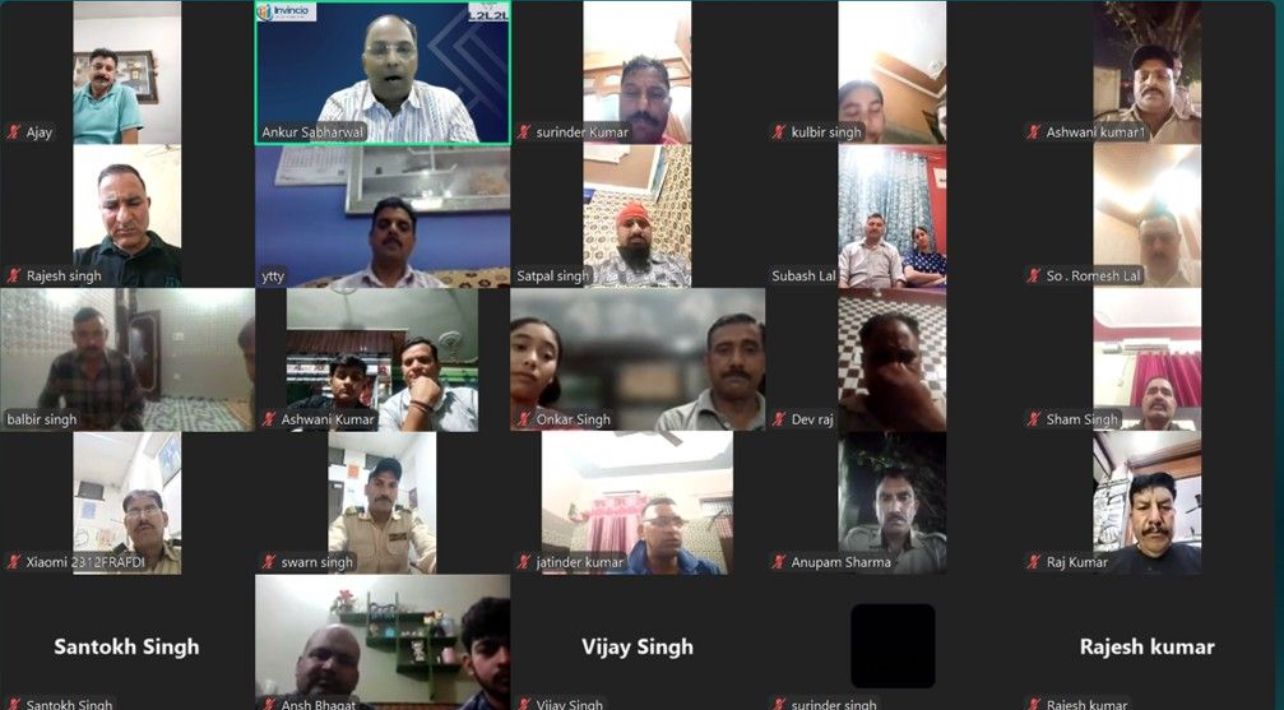 Invincio
L2L2L
Ajay
Ankur Sabharwal
surinder Kumar
kulbir singh
Ashwani kumar1
Rajesh singh
ytty
Satpal singh
Subash Lal
So . Romesh Lal
balbir singh
Ashwani Kumar
Onkar Singh
Dev raj
Sham Singh
Xiaomi 2312FRAFDI
swarn singh
jatinder kumar
Anupam Sharma
Raj Kumar
Santokh Singh
Vijay Singh
Rajesh kumar
Santokh Singh
Ansh Bhagat
Vijay Singh
surinder singh
Rajesh kumar